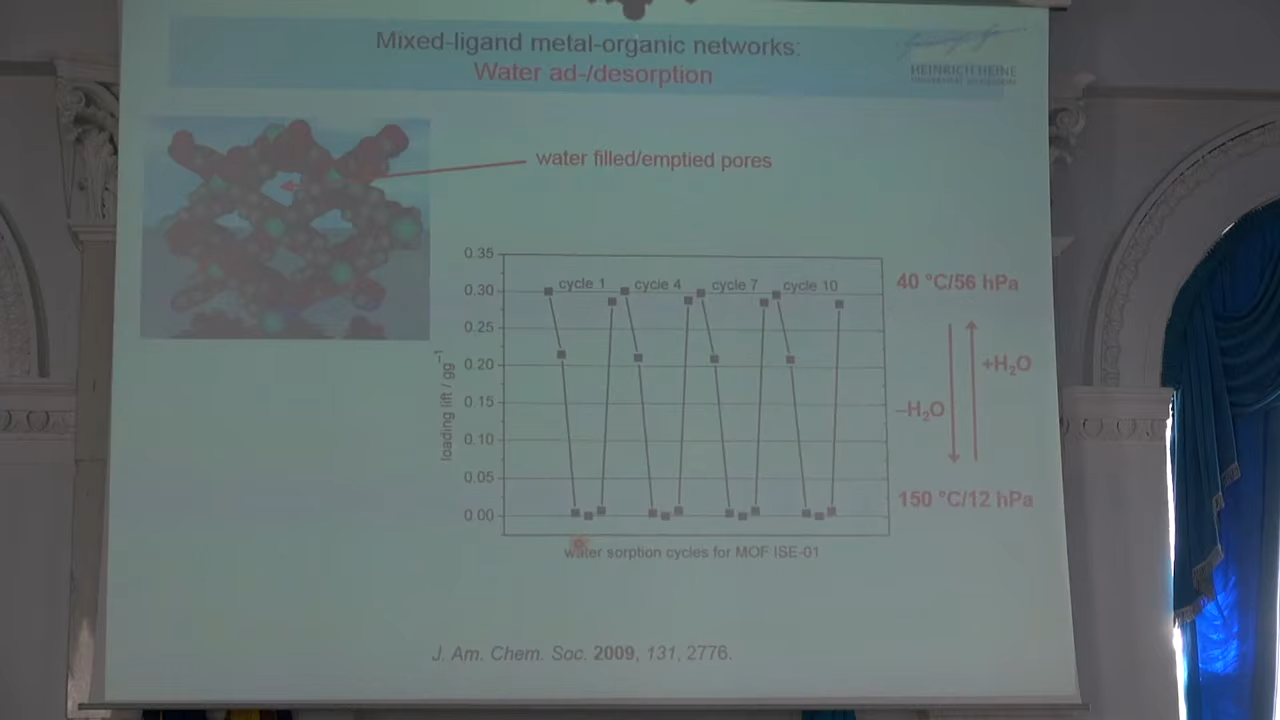 Mixed-ligand metal-organic networks:
Water ad-/desorption
HEINRICH HEINE
water filled/emptied pores
0.35
0.30
0.25
0.20
0.15
0.10
0.05
0.00
loading lift / gg⁻¹
cycle 1 cycle 4 cycle 7 cycle 10
water sorption cycles for MOF ISE-01
40 °C/56 hPa
+H₂O
–H₂O
150 °C/12 hPa
J. Am. Chem. Soc. 2009, 131, 2776.